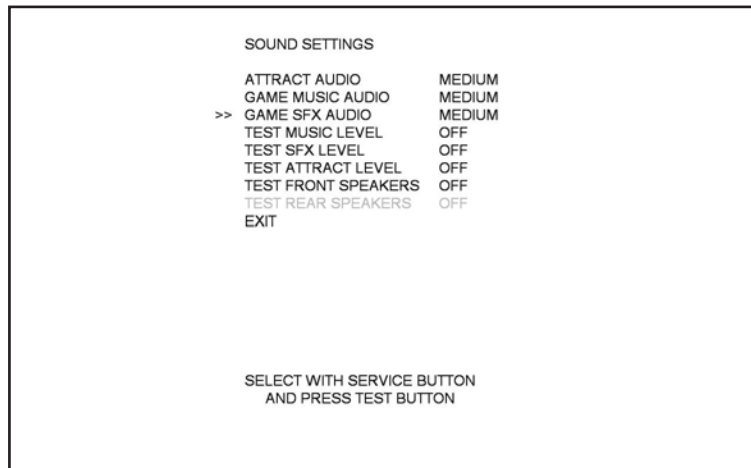 SOUND SETTINGS
ATTRACT AUDIO MEDIUM
GAME MUSIC AUDIO MEDIUM
>> GAME SFX AUDIO MEDIUM
TEST MUSIC LEVEL OFF
TEST SFX LEVEL OFF
TEST ATTRACT LEVEL OFF
TEST FRONT SPEAKERS OFF
TEST REAR SPEAKERS OFF
EXIT
SELECT WITH SERVICE BUTTON
AND PRESS TEST BUTTON